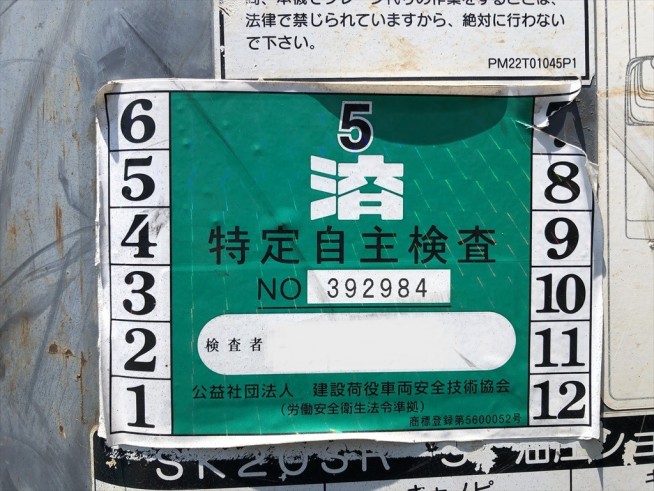 法律で禁じられていますから、絶対に行わない
で下さい。
PM22T01045P1
6
5
4
3
2
1
5
済
特定自主検査
NO 392984
検査者
公益社団法人 建設荷役車両安全技術協会
(労働安全衛生法令準拠)
商標登録第5600052号
7
8
9
10
11
12